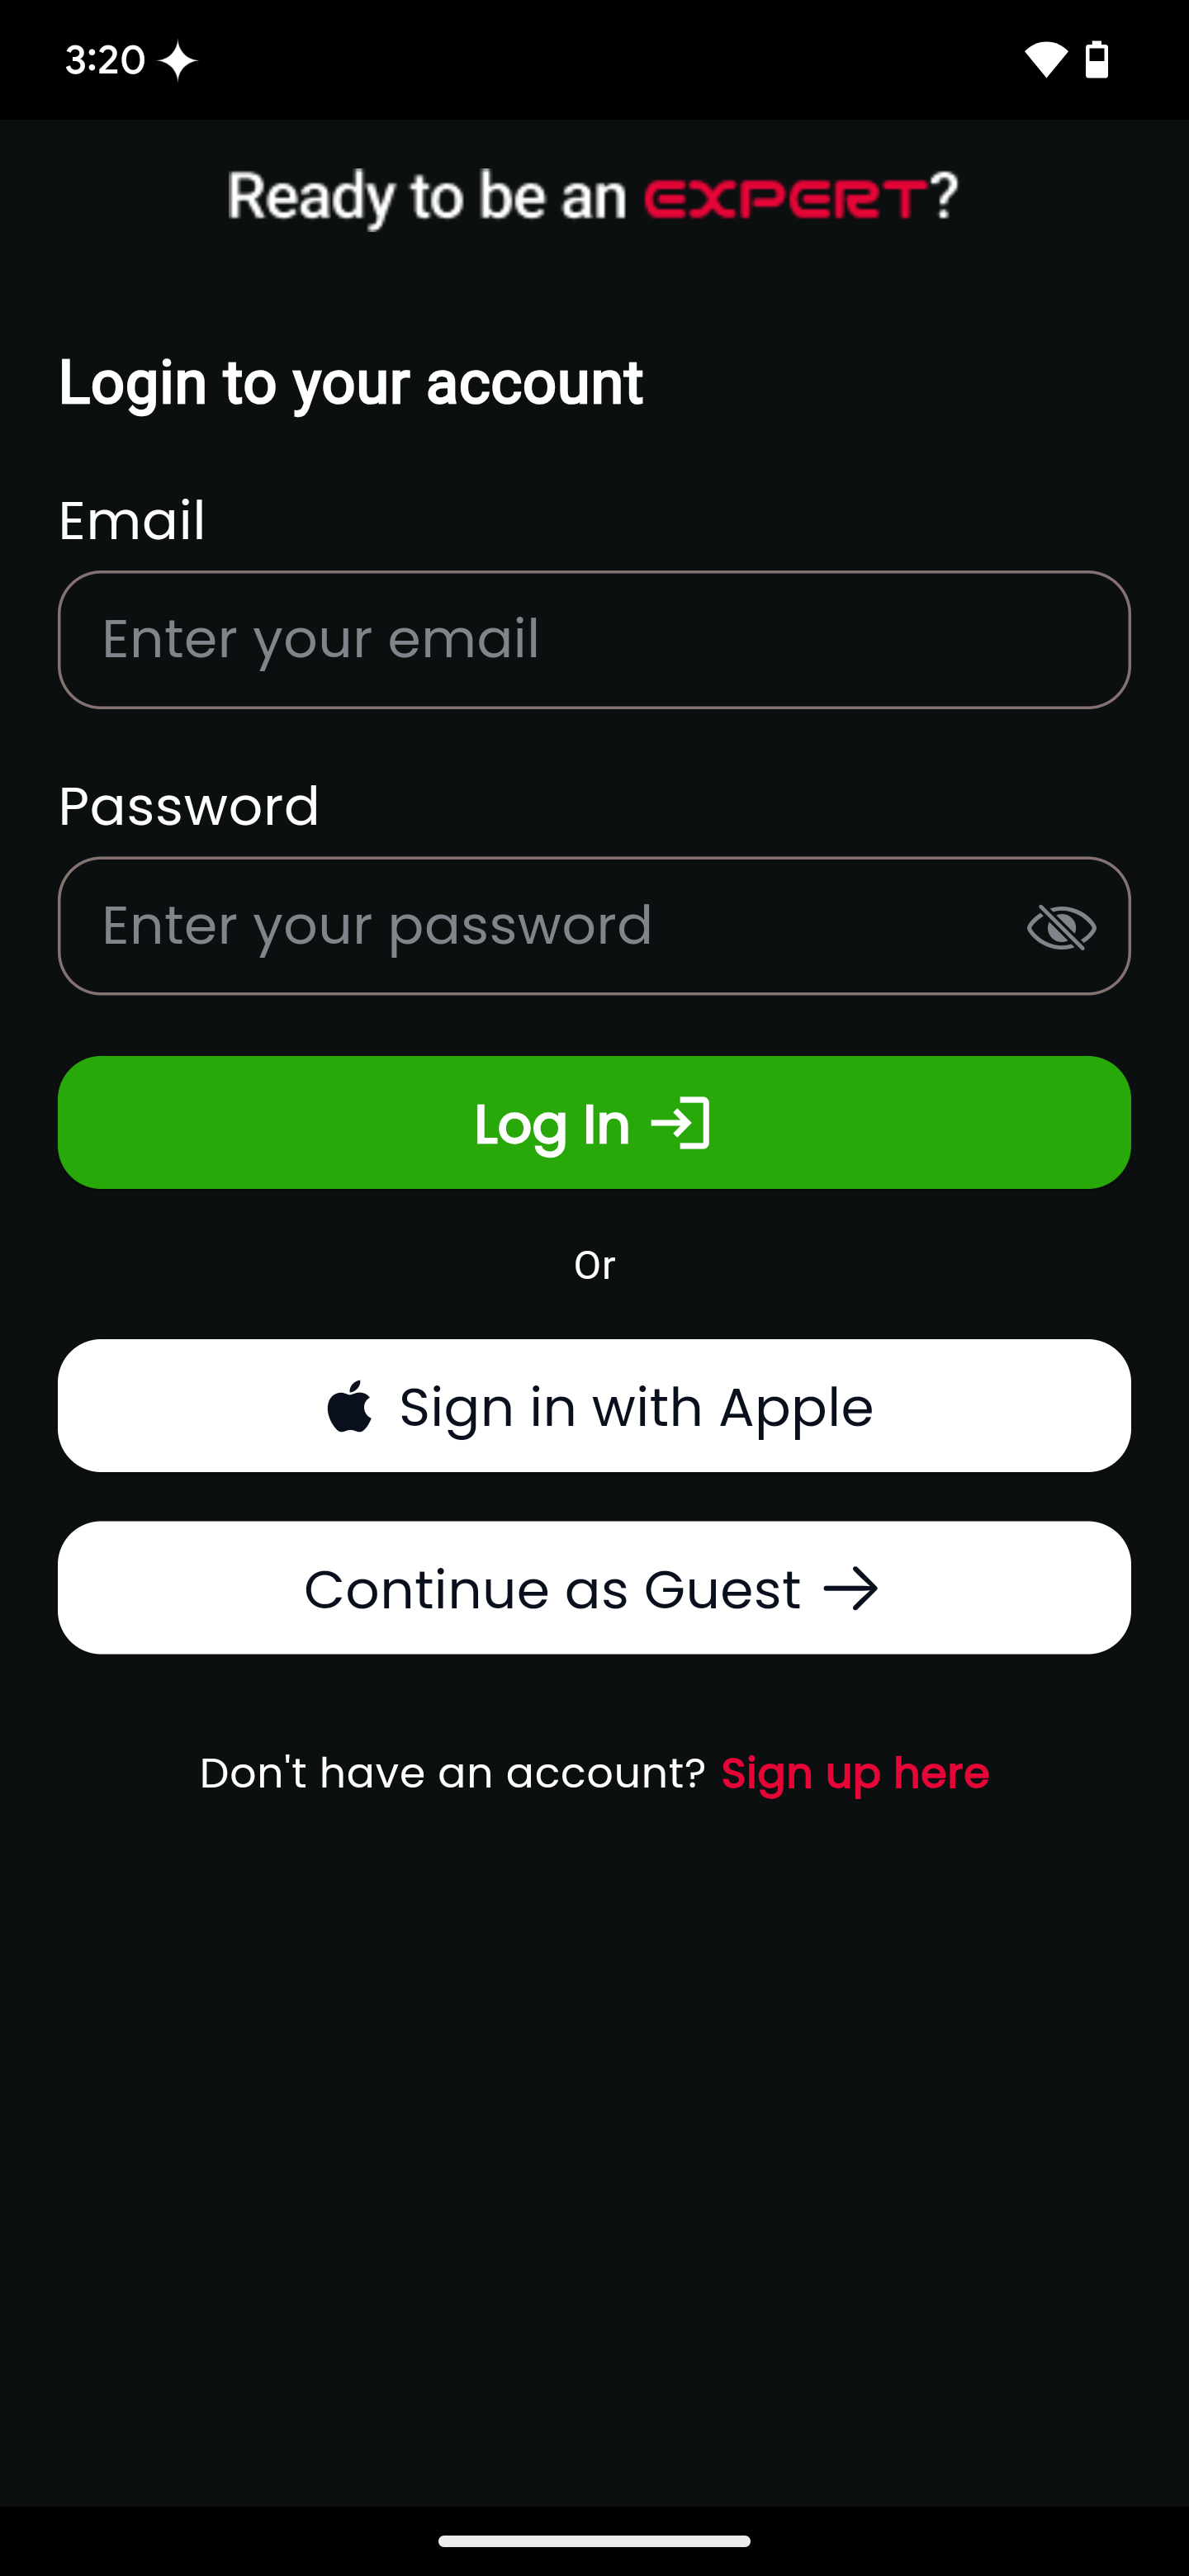 3:20
Ready to be an EXPERT?
Login to your account
Email
Enter your email
Password
Enter your password
Log In
Or
Sign in with Apple
Continue as Guest
Don't have an account? Sign up here